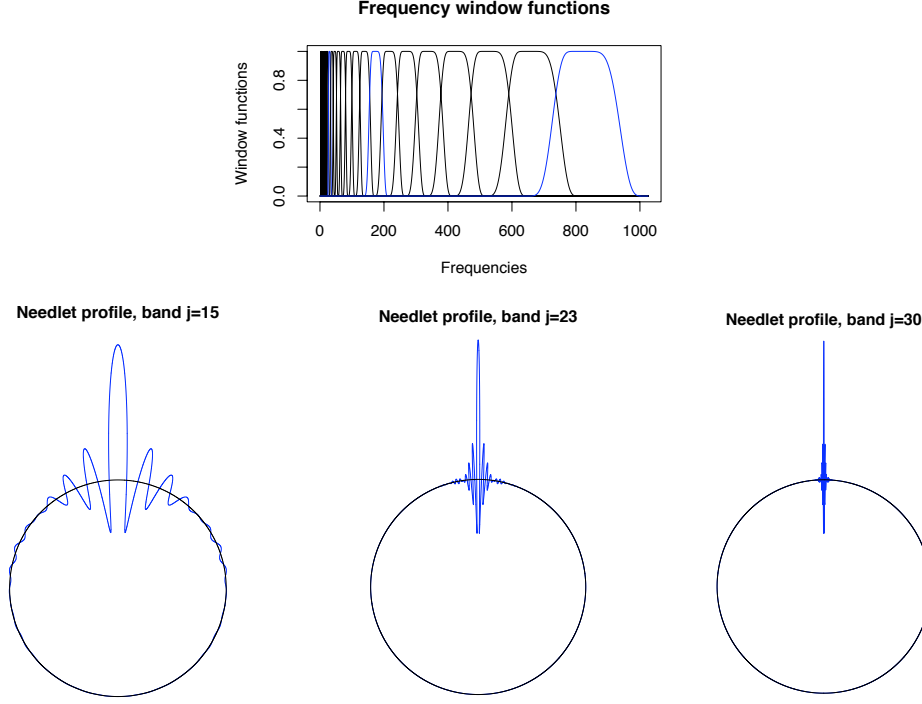 Frequency window functions
Window functions
0.0
0.4
0.8
0 200 400 600 800 1000
Frequencies
Needlet profile, band j=15
Needlet profile, band j=23
Needlet profile, band j=30